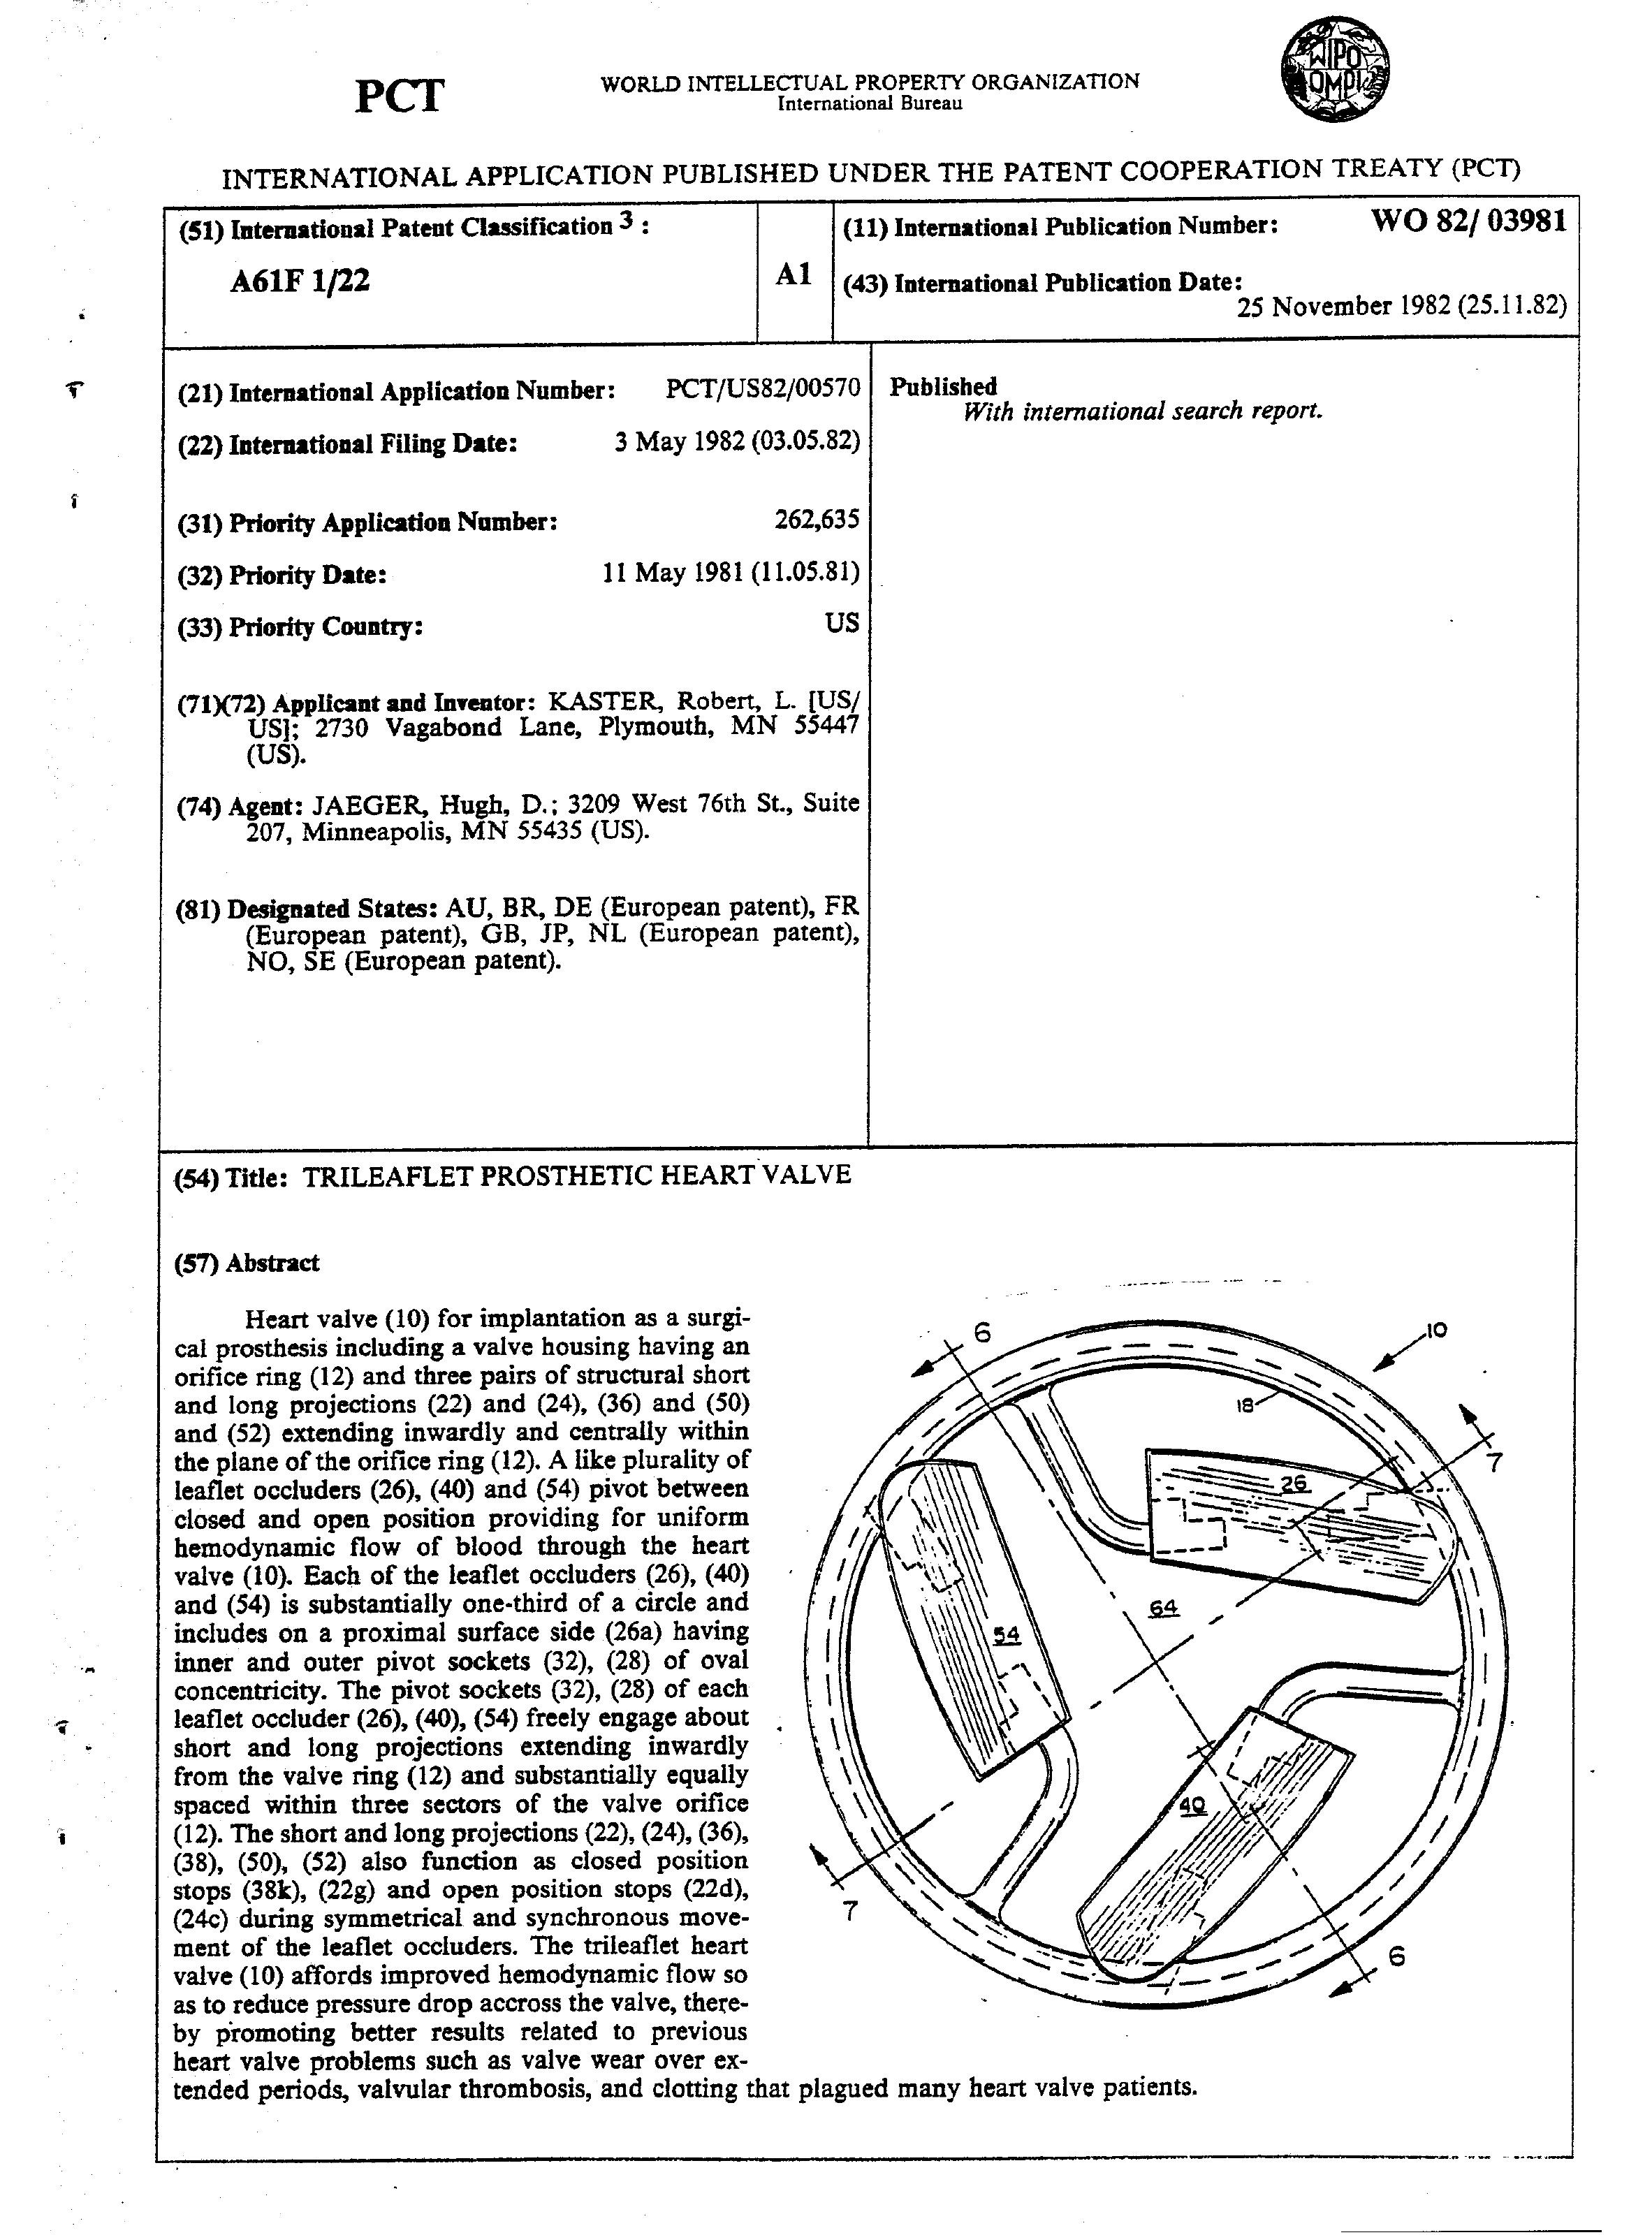 WIPO
OMPI
PCT
WORLD INTELLECTUAL PROPERTY ORGANIZATION
International Bureau
INTERNATIONAL APPLICATION PUBLISHED UNDER THE PATENT COOPERATION TREATY (PCT)
(51) International Patent Classification 3 :
A61F 1/22
A1
(11) International Publication Number: WO 82/ 03981
(43) International Publication Date:
25 November 1982 (25.11.82)
(21) International Application Number: PCT/US82/00570
(22) International Filing Date: 3 May 1982 (03.05.82)
(31) Priority Application Number: 262,635
(32) Priority Date: 11 May 1981 (11.05.81)
(33) Priority Country: US
(71)(72) Applicant and Inventor: KASTER, Robert, L. [US/
US]; 2730 Vagabond Lane, Plymouth, MN 55447
(US).
(74) Agent: JAEGER, Hugh, D.; 3209 West 76th St., Suite
207, Minneapolis, MN 55435 (US).
(81) Designated States: AU, BR, DE (European patent), FR
(European patent), GB, JP, NL (European patent),
NO, SE (European patent).
Published
With international search report.
(54) Title: TRILEAFLET PROSTHETIC HEART VALVE
(57) Abstract
Heart valve (10) for implantation as a surgi-
cal prosthesis including a valve housing having an
orifice ring (12) and three pairs of structural short
and long projections (22) and (24), (36) and (50)
and (52) extending inwardly and centrally within
the plane of the orifice ring (12). A like plurality of
leaflet occluders (26), (40) and (54) pivot between
closed and open position providing for uniform
hemodynamic flow of blood through the heart
valve (10). Each of the leaflet occluders (26), (40)
and (54) is substantially one-third of a circle and
includes on a proximal surface side (26a) having
inner and outer pivot sockets (32), (28) of oval
concentricity. The pivot sockets (32), (28) of each
leaflet occluder (26), (40), (54) freely engage about
short and long projections extending inwardly
from the valve ring (12) and substantially equally
spaced within three sectors of the valve orifice
(12). The short and long projections (22), (24), (36),
(38), (50), (52) also function as closed position
stops (38k), (22g) and open position stops (22d),
(24c) during symmetrical and synchronous move-
ment of the leaflet occluders. The trileaflet heart
valve (10) affords improved hemodynamic flow so
as to reduce pressure drop accross the valve, there-
by promoting better results related to previous
heart valve problems such as valve wear over ex-
tended periods, valvular thrombosis, and clotting that plagued many heart valve patients.
6
10
18
7
26
64
54
40
7
6